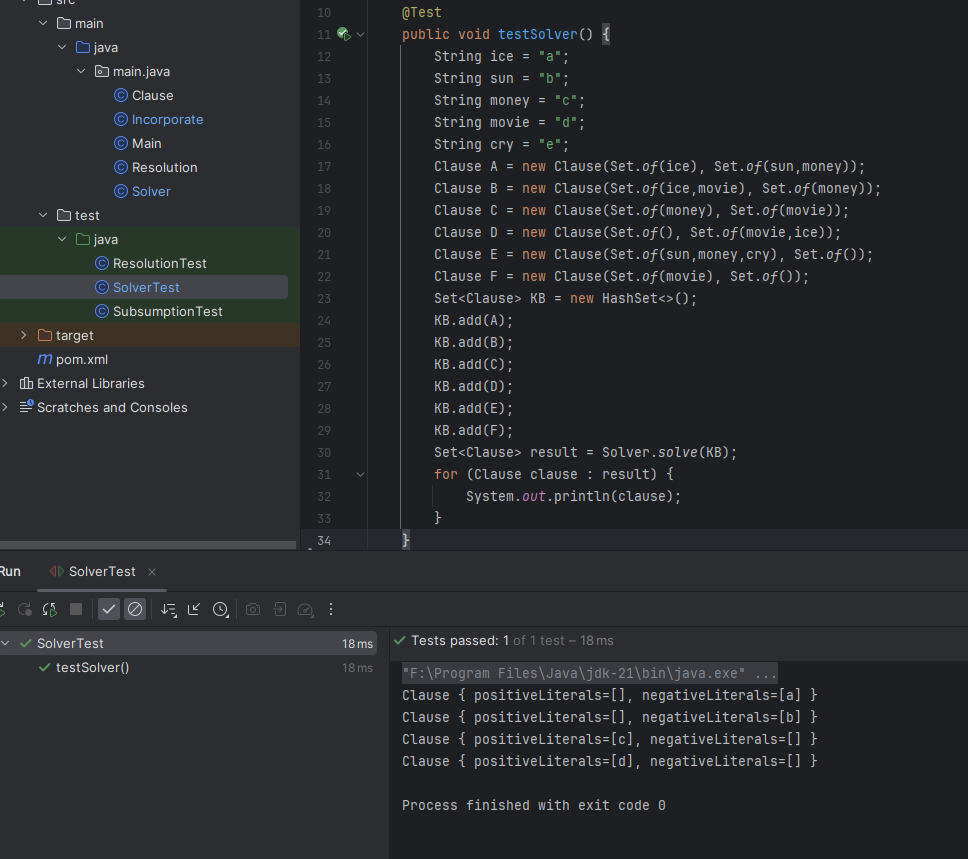 src
main
java
main.java
Clause
Incorporate
Main
Resolution
Solver
test
java
ResolutionTest
SolverTest
SubsumptionTest
target
pom.xml
External Libraries
Scratches and Consoles
10 @Test
11 public void testSolver() {
12 String ice = "a";
13 String sun = "b";
14 String money = "c";
15 String movie = "d";
16 String cry = "e";
17 Clause A = new Clause(Set.of(ice), Set.of(sun,money));
18 Clause B = new Clause(Set.of(ice,movie), Set.of(money));
19 Clause C = new Clause(Set.of(money), Set.of(movie));
20 Clause D = new Clause(Set.of(), Set.of(movie,ice));
21 Clause E = new Clause(Set.of(sun,money,cry), Set.of());
22 Clause F = new Clause(Set.of(movie), Set.of());
23 Set<Clause> KB = new HashSet<>();
24 KB.add(A);
25 KB.add(B);
26 KB.add(C);
27 KB.add(D);
28 KB.add(E);
29 KB.add(F);
30 Set<Clause> result = Solver.solve(KB);
31 for (Clause clause : result) {
32 System.out.println(clause);
33 }
34 }
Run SolverTest
SolverTest 18 ms
testSolver() 18 ms
Tests passed: 1 of 1 test – 18 ms
"F:\Program Files\Java\jdk-21\bin\java.exe" ...
Clause { positiveLiterals=[], negativeLiterals=[a] }
Clause { positiveLiterals=[], negativeLiterals=[b] }
Clause { positiveLiterals=[c], negativeLiterals=[] }
Clause { positiveLiterals=[d], negativeLiterals=[] }
Process finished with exit code 0